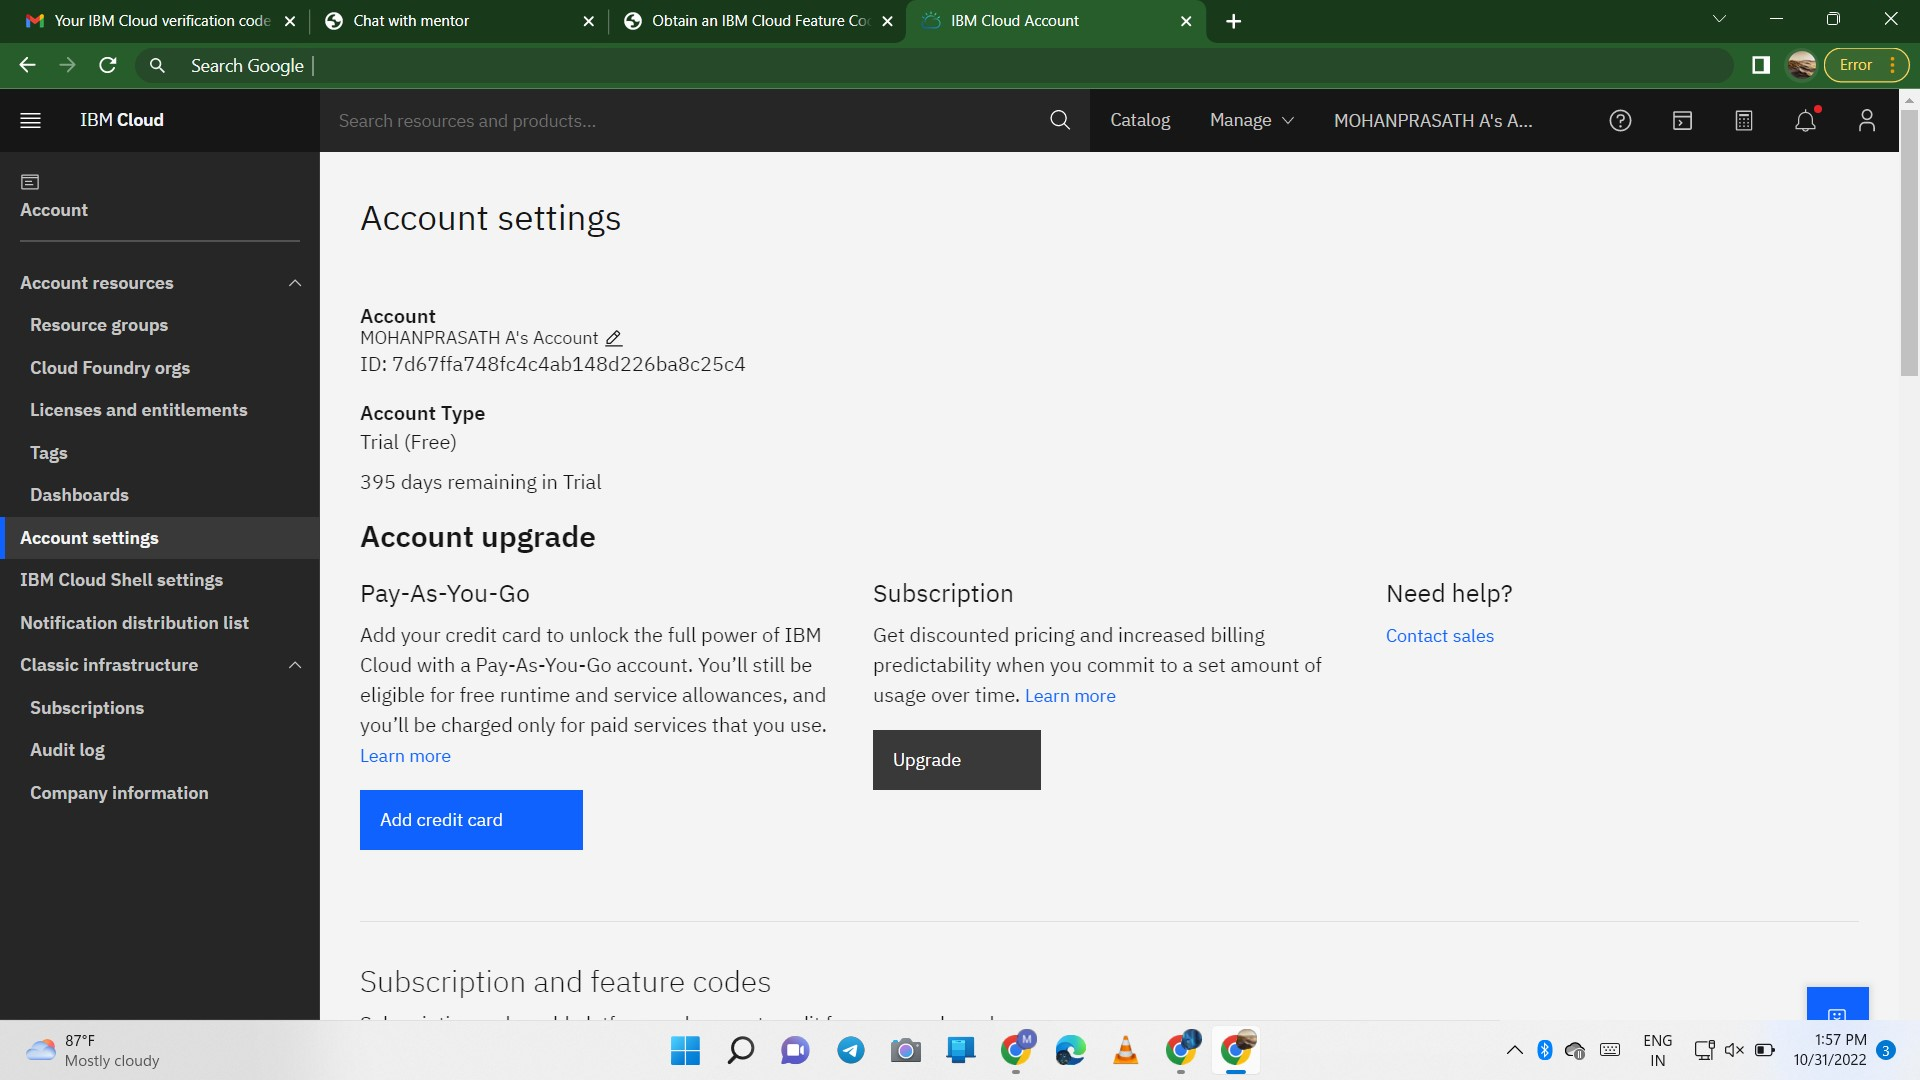 Your IBM Cloud verification code
Chat with mentor
Obtain an IBM Cloud Feature Co
IBM Cloud Account
Search Google
Error
IBM Cloud
Search resources and products...
Catalog
Manage
MOHANPRASATH A's A...
Account
Account resources
Resource groups
Cloud Foundry orgs
Licenses and entitlements
Tags
Dashboards
Account settings
IBM Cloud Shell settings
Notification distribution list
Classic infrastructure
Subscriptions
Audit log
Company information
Account settings
Account
MOHANPRASATH A's Account
ID: 7d67ffa748fc4c4ab148d226ba8c25c4
Account Type
Trial (Free)
395 days remaining in Trial
Account upgrade
Pay-As-You-Go
Add your credit card to unlock the full power of IBM
Cloud with a Pay-As-You-Go account. You’ll still be
eligible for free runtime and service allowances, and
you’ll be charged only for paid services that you use.
Learn more
Add credit card
Subscription
Get discounted pricing and increased billing
predictability when you commit to a set amount of
usage over time. Learn more
Upgrade
Need help?
Contact sales
Subscription and feature codes
87°F
Mostly cloudy
M
ENG
IN
1:57 PM
10/31/2022
3